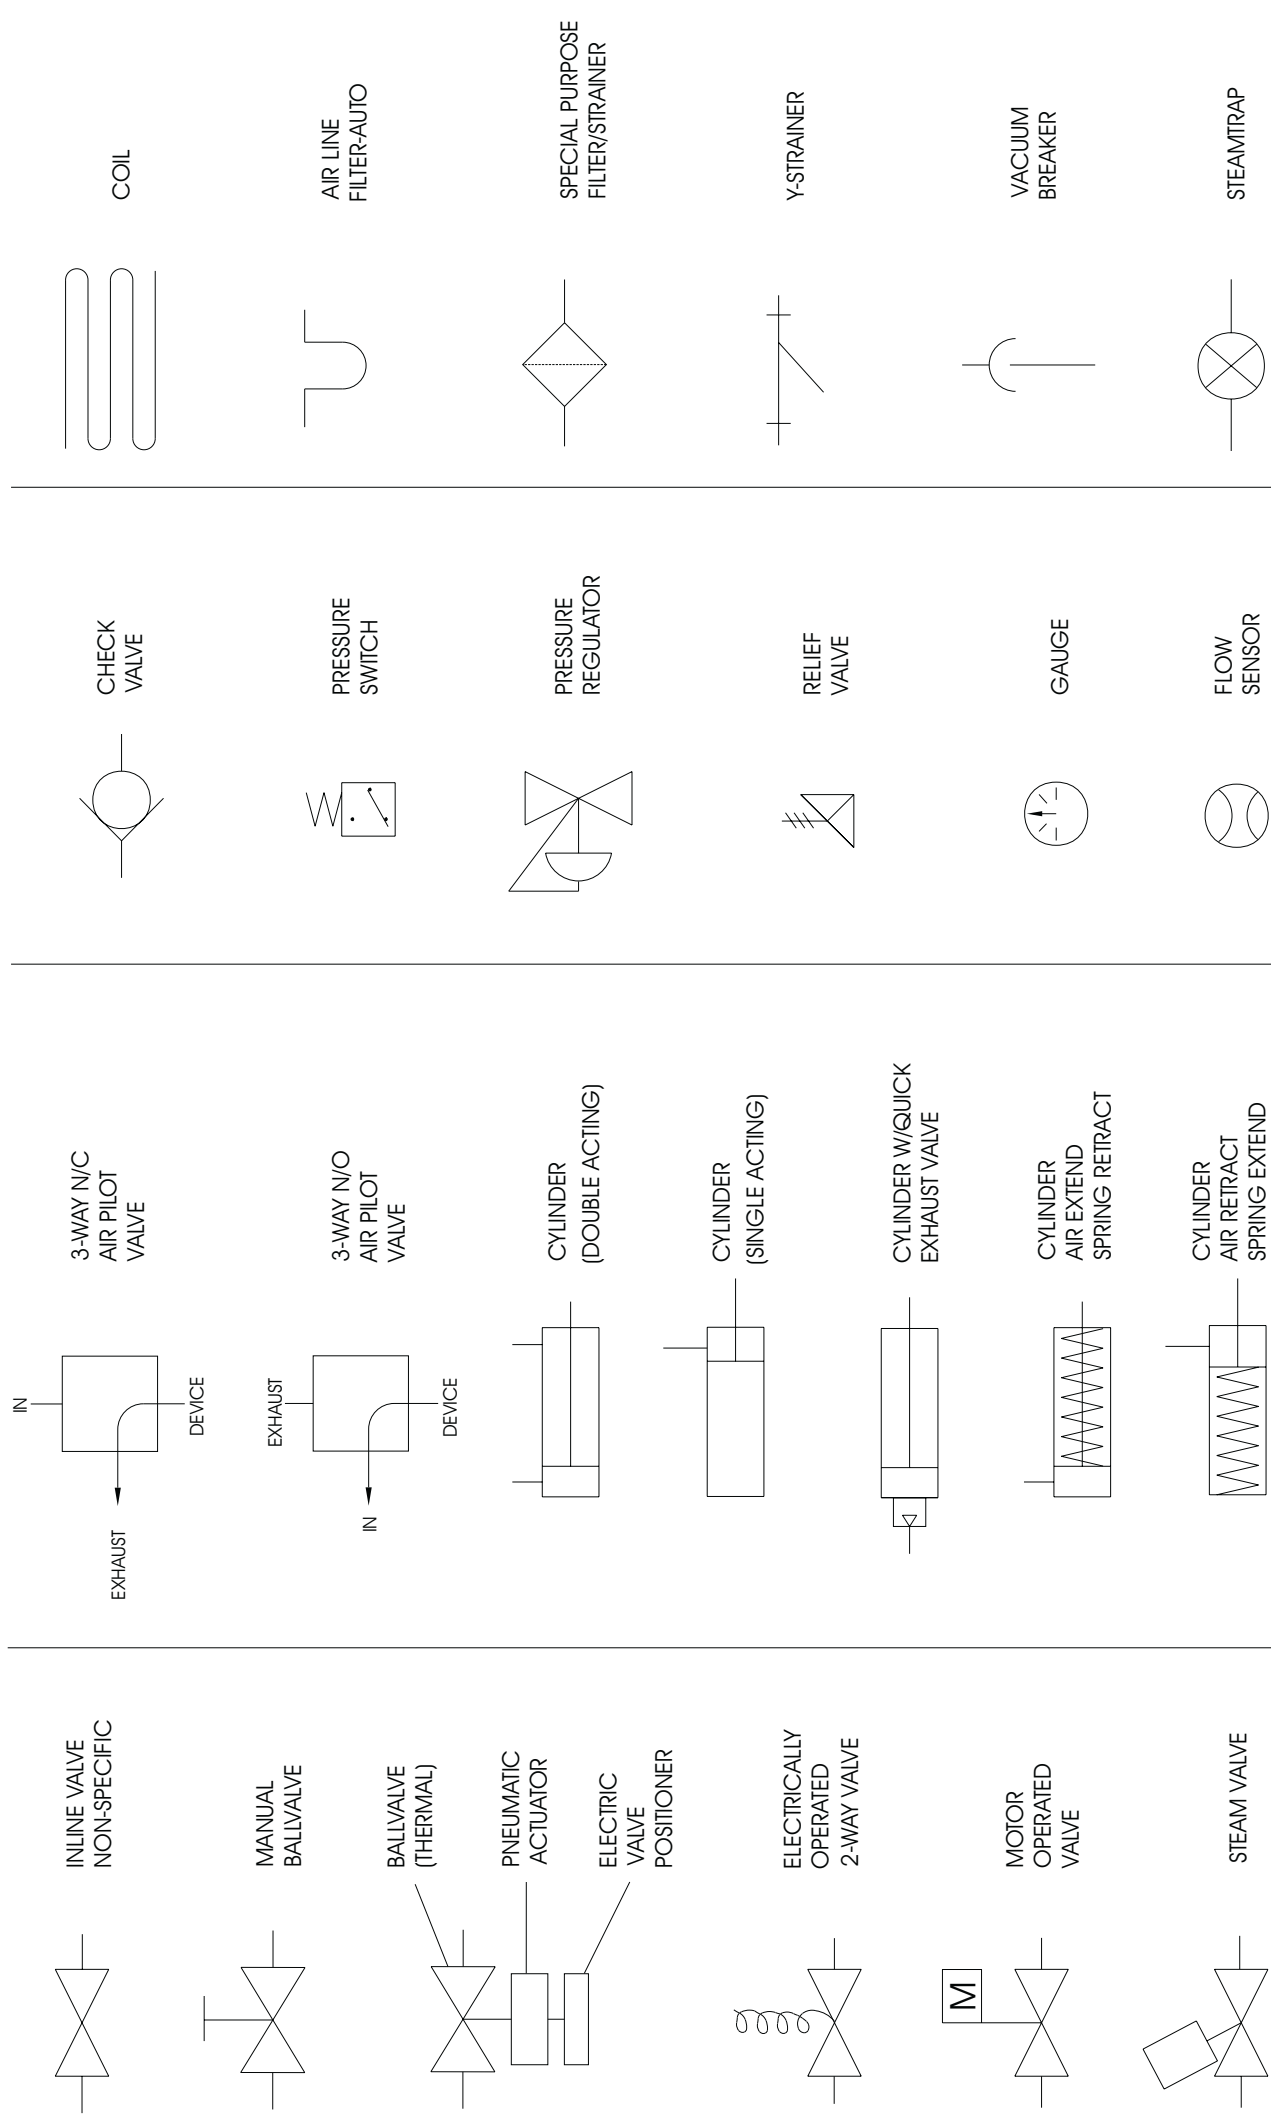 INLINE VALVE
NON-SPECIFIC
MANUAL
BALLVALVE
BALLVALVE
(THERMAL)
PNEUMATIC
ACTUATOR
ELECTRIC
VALVE
POSITIONER
ELECTRICALLY
OPERATED
2-WAY VALVE
M
MOTOR
OPERATED
VALVE
STEAM VALVE
IN
EXHAUST
DEVICE
3-WAY N/C
AIR PILOT
VALVE
EXHAUST
IN
DEVICE
3-WAY N/O
AIR PILOT
VALVE
CYLINDER
(DOUBLE ACTING)
CYLINDER
(SINGLE ACTING)
CYLINDER W/QUICK
EXHAUST VALVE
CYLINDER
AIR EXTEND
SPRING RETRACT
CYLINDER
AIR RETRACT
SPRING EXTEND
CHECK
VALVE
PRESSURE
SWITCH
PRESSURE
REGULATOR
RELIEF
VALVE
GAUGE
FLOW
SENSOR
COIL
AIR LINE
FILTER-AUTO
SPECIAL PURPOSE
FILTER/STRAINER
Y-STRAINER
VACUUM
BREAKER
STEAMTRAP